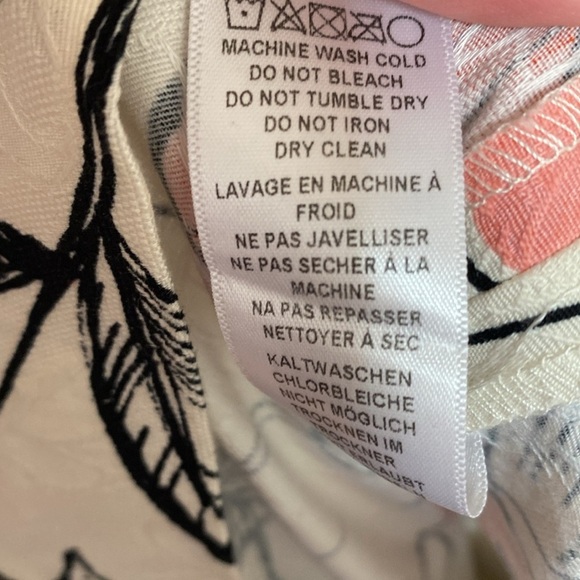 MACHINE WASH COLD
DO NOT BLEACH
DO NOT TUMBLE DRY
DO NOT IRON
DRY CLEAN
LAVAGE EN MACHINE À
FROID
NE PAS JAVELLISER
NE PAS SECHER À LA
MACHINE
NA PAS REPASSER
NETTOYER À SEC
KALTWASCHEN
CHLORBLEICHE
NICHT MÖGLICH
TROCKNEN IM
TROCKNER